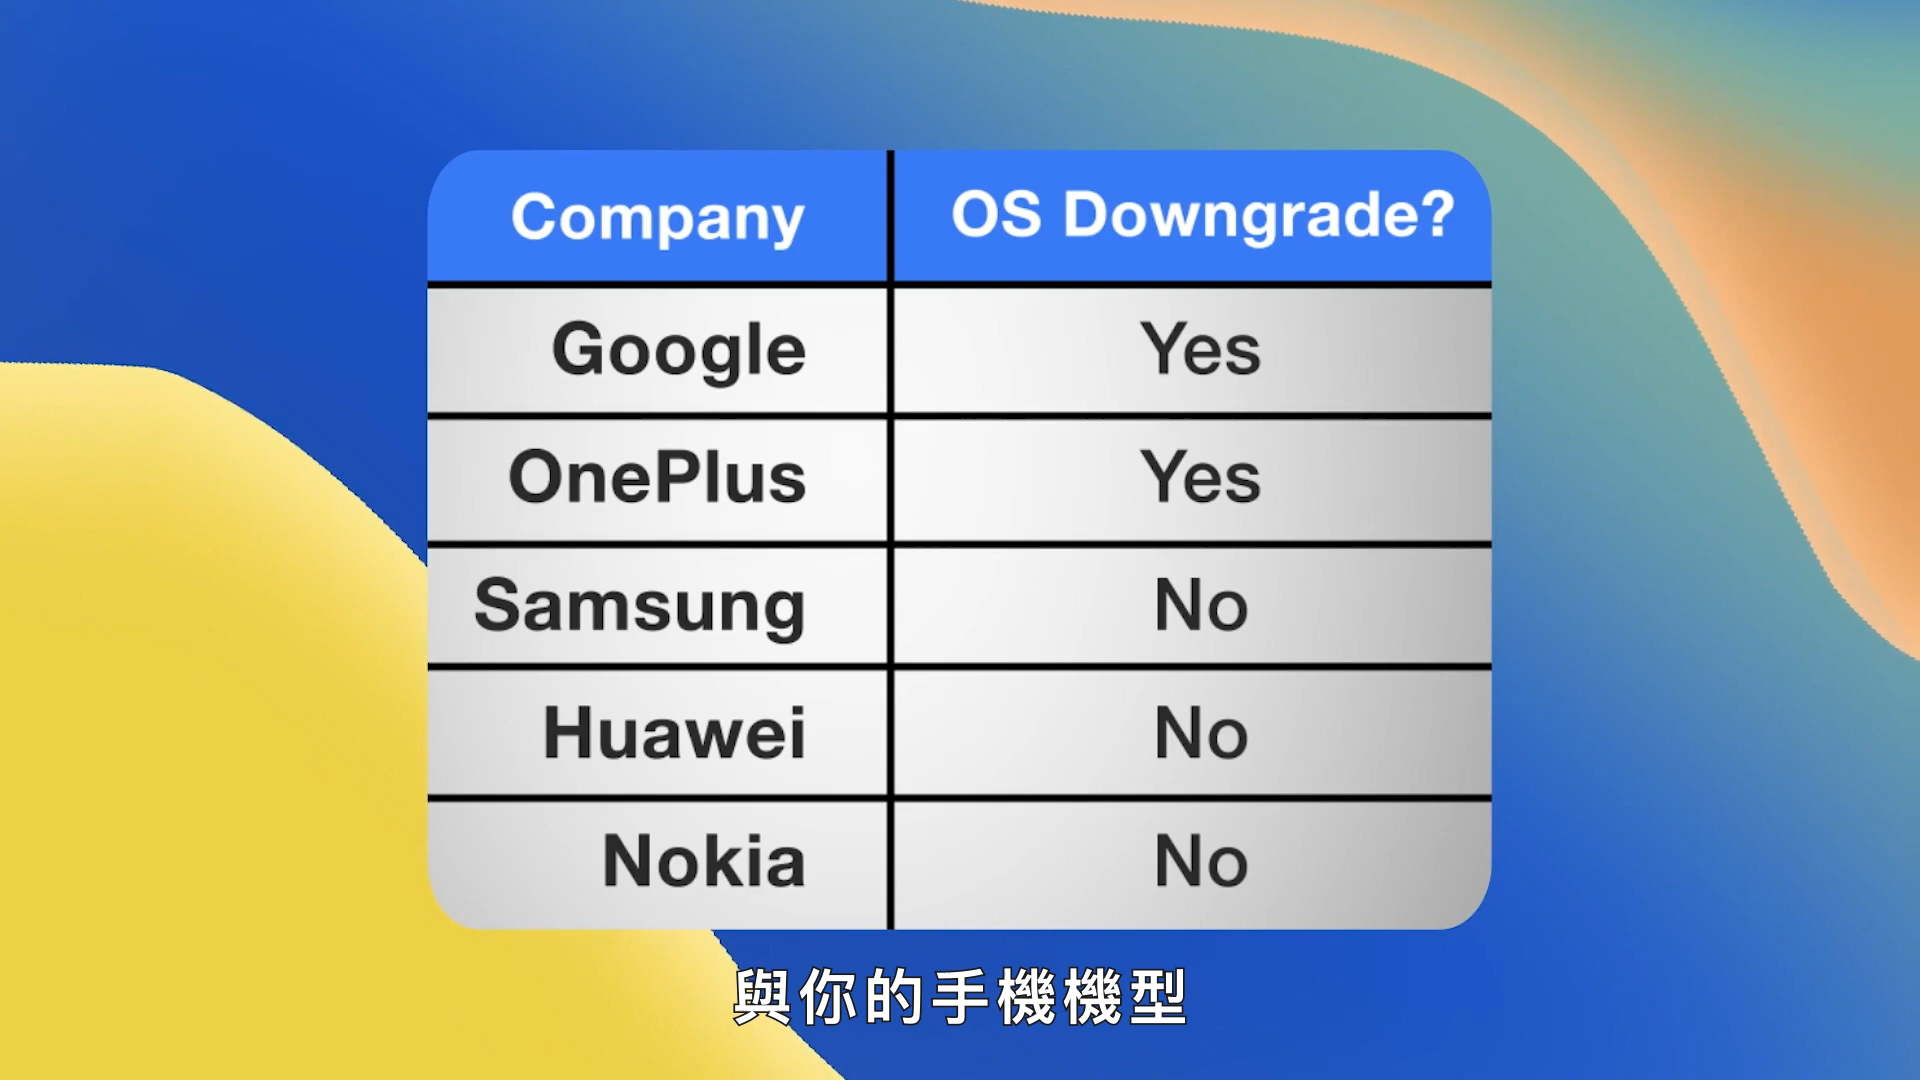 Company OS Downgrade?
Google Yes
OnePlus Yes
Samsung No
Huawei No
Nokia No
與你的手機機型